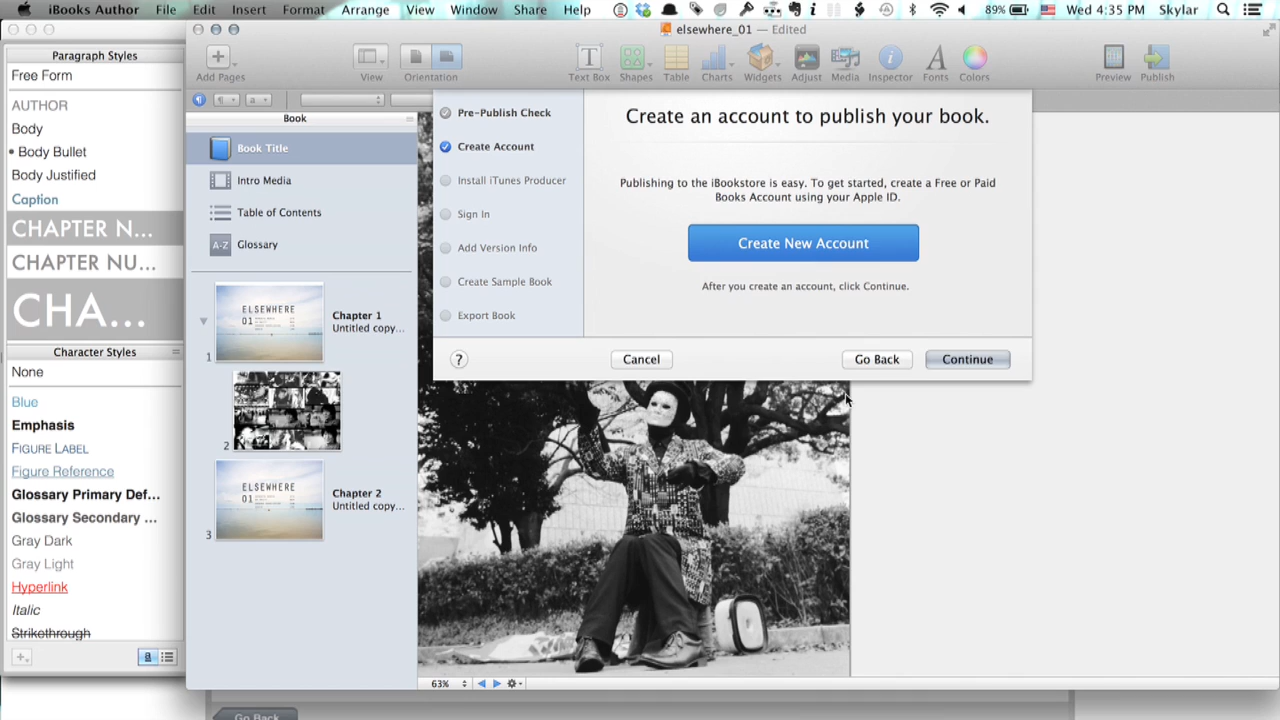 iBooks Author File Edit Insert Format Arrange View Window Share Help 89% Wed 4:35 PM Skylar
elsewhere_01 — Edited
Add Pages View Orientation Text Box Shapes Table Charts Widgets Adjust Media Inspector Fonts Colors Preview Publish
Paragraph Styles
Free Form
AUTHOR
Body
• Body Bullet
Body Justified
Caption
CHAPTER N...
CHAPTER NU...
CHA...
Character Styles
None
Blue
Emphasis
FIGURE LABEL
Figure Reference
Glossary Primary Def...
Glossary Secondary ...
Gray Dark
Gray Light
Hyperlink
Italic
Strikethrough
a
Book
Book Title
Intro Media
Table of Contents
A-Z Glossary
ELSEWHERE
01
Chapter 1
Untitled copy...
1
2
ELSEWHERE
01
Chapter 2
Untitled copy...
3
Pre-Publish Check
Create Account
Install iTunes Producer
Sign In
Add Version Info
Create Sample Book
Export Book
Create an account to publish your book.
Publishing to the iBookstore is easy. To get started, create a Free or Paid
Books Account using your Apple ID.
Create New Account
After you create an account, click Continue.
? Cancel Go Back Continue
63%
Go Back